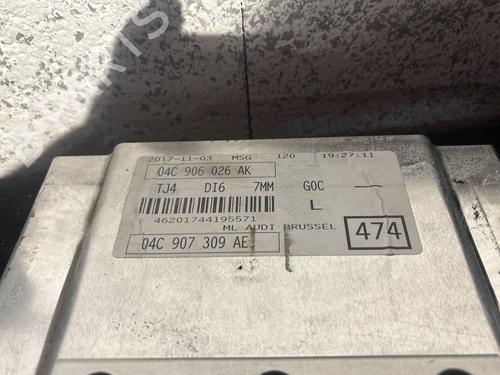 2017-11-03 MSG 120 19:27:11
04C 906 026 AK
TJ4 DI6 7MM G0C —
L
46201744195571
ML AUDI BRUSSEL
04C 907 309 AE
474